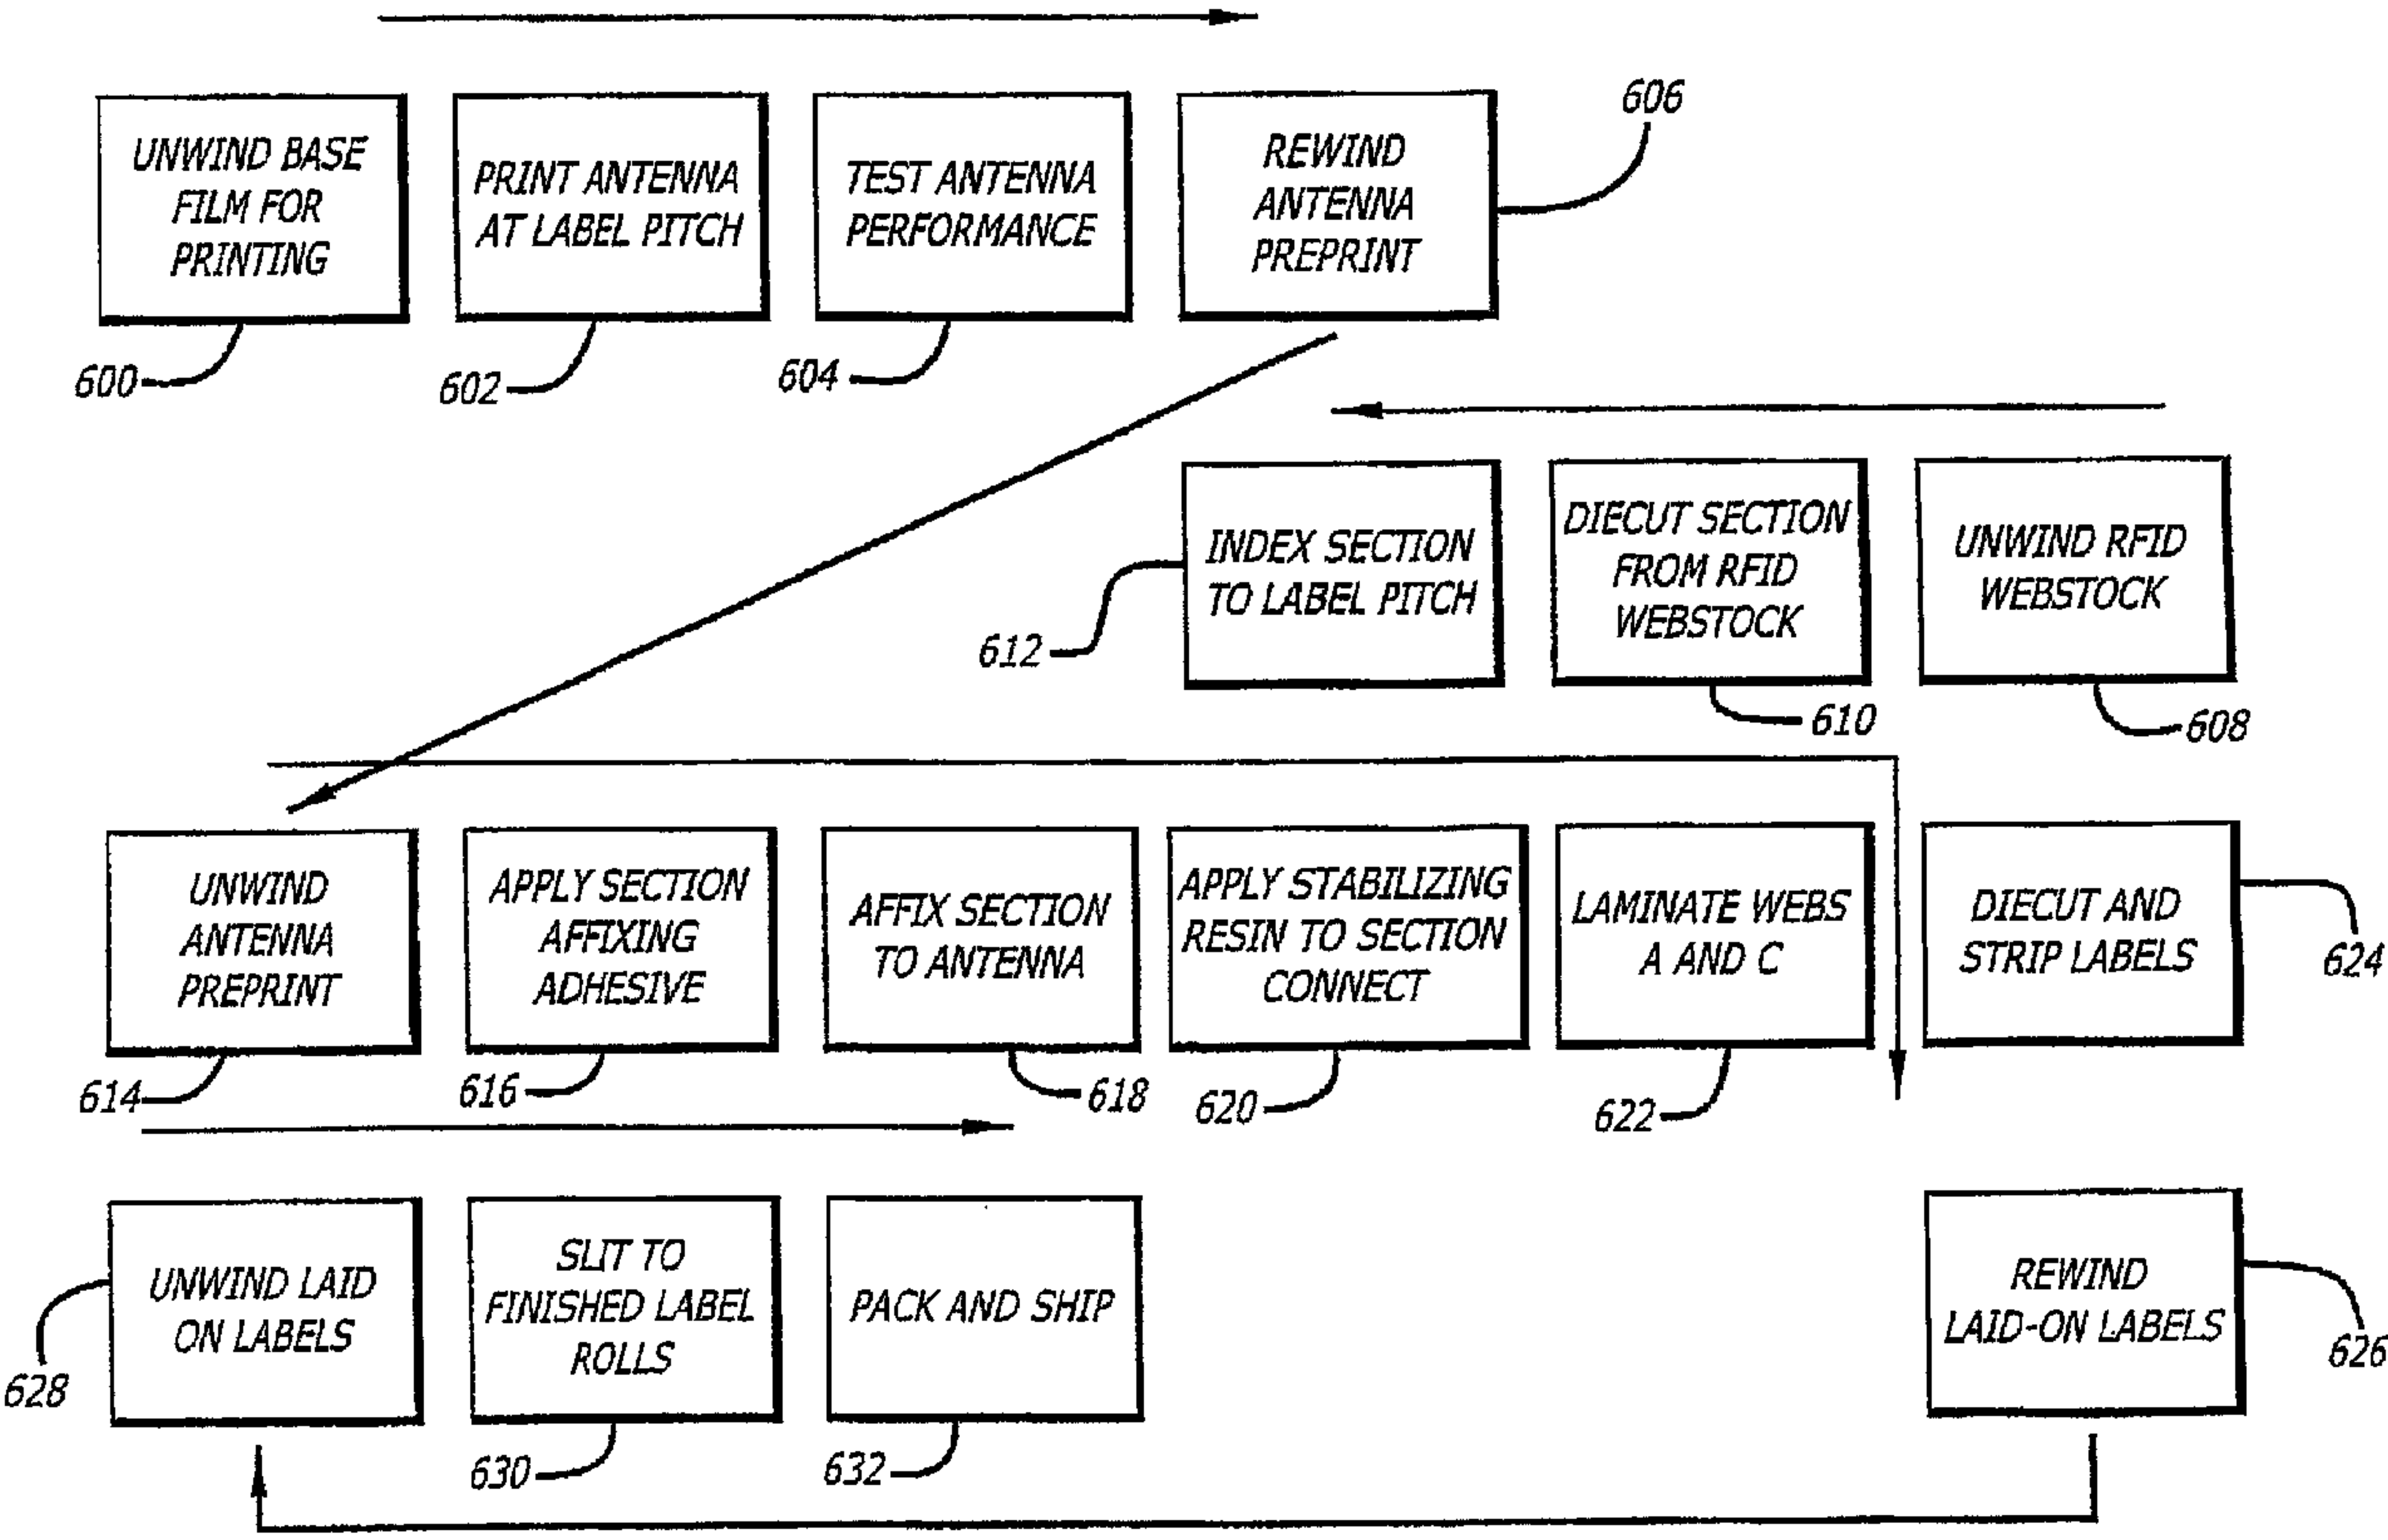 UNWIND BASE
FILM FOR
PRINTING
600
PRINT ANTENNA
AT LABEL PITCH
602
TEST ANTENNA
PERFORMANCE
604
REWIND
ANTENNA
PREPRINT
606
UNWIND RFID
WEBSTOCK
608
DIECUT SECTION
FROM RFID
WEBSTOCK
610
INDEX SECTION
TO LABEL PITCH
612
UNWIND
ANTENNA
PREPRINT
614
APPLY SECTION
AFFIXING
ADHESIVE
616
AFFIX SECTION
TO ANTENNA
618
APPLY STABILIZING
RESIN TO SECTION
CONNECT
620
LAMINATE WEBS
A AND C
622
DIECUT AND
STRIP LABELS
624
REWIND
LAID-ON LABELS
626
UNWIND LAID
ON LABELS
628
SLIT TO
FINISHED LABEL
ROLLS
630
PACK AND SHIP
632